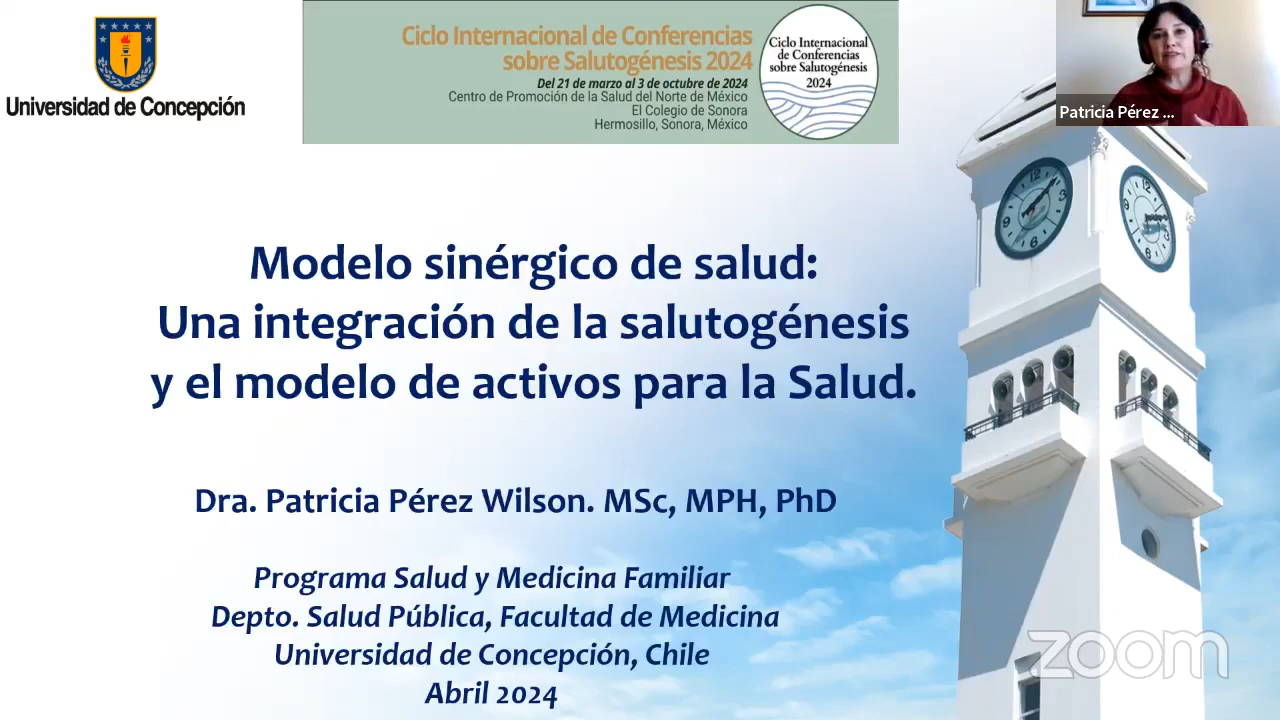 Universidad de Concepción
Ciclo Internacional de Conferencias
sobre Salutogénesis 2024
Del 21 de marzo al 3 de octubre de 2024
Centro de Promoción de la Salud del Norte de México
El Colegio de Sonora
Hermosillo, Sonora, México
Ciclo Internacional
de Conferencias
sobre Salutogénesis
2024
Patricia Pérez ...
Modelo sinérgico de salud:
Una integración de la salutogénesis
y el modelo de activos para la Salud.
Dra. Patricia Pérez Wilson. MSc, MPH, PhD
Programa Salud y Medicina Familiar
Depto. Salud Pública, Facultad de Medicina
Universidad de Concepción, Chile
Abril 2024
zoom